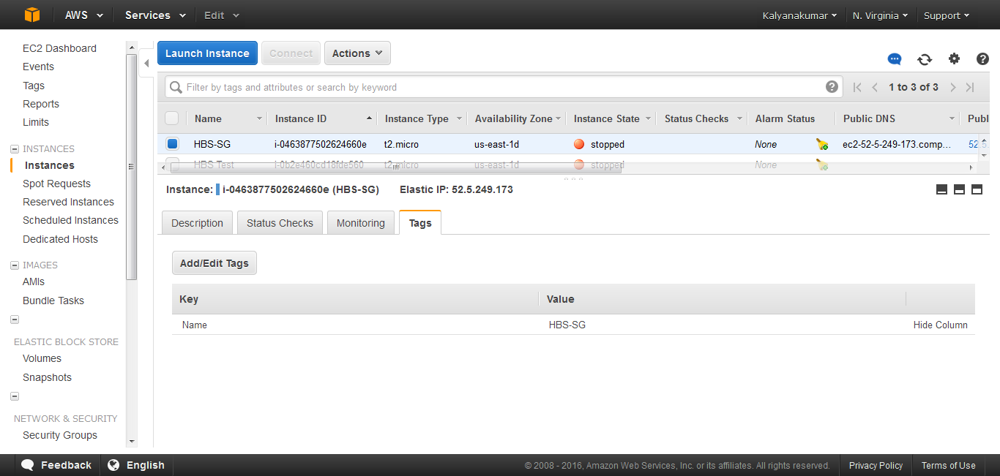 AWS Services Edit Kalyanakumar N. Virginia Support
EC2 Dashboard
Events
Tags
Reports
Limits
INSTANCES
Instances
Spot Requests
Reserved Instances
Scheduled Instances
Dedicated Hosts
IMAGES
AMIs
Bundle Tasks
ELASTIC BLOCK STORE
Volumes
Snapshots
NETWORK & SECURITY
Security Groups
Launch Instance Connect Actions
Filter by tags and attributes or search by keyword 1 to 3 of 3
Name Instance ID Instance Type Availability Zone Instance State Status Checks Alarm Status Public DNS Publ
HBS-SG i-0463877502624660e t2.micro us-east-1d stopped None ec2-52-5-249-173.comp... 52.5.
HBS Test i-0b2e460cd18fde560 t2.micro us-east-1d stopped None
Instance: i-0463877502624660e (HBS-SG) Elastic IP: 52.5.249.173
Description Status Checks Monitoring Tags
Add/Edit Tags
Key Value
Name HBS-SG Hide Column
Feedback English © 2008 - 2016, Amazon Web Services, Inc. or its affiliates. All rights reserved. Privacy Policy Terms of Use